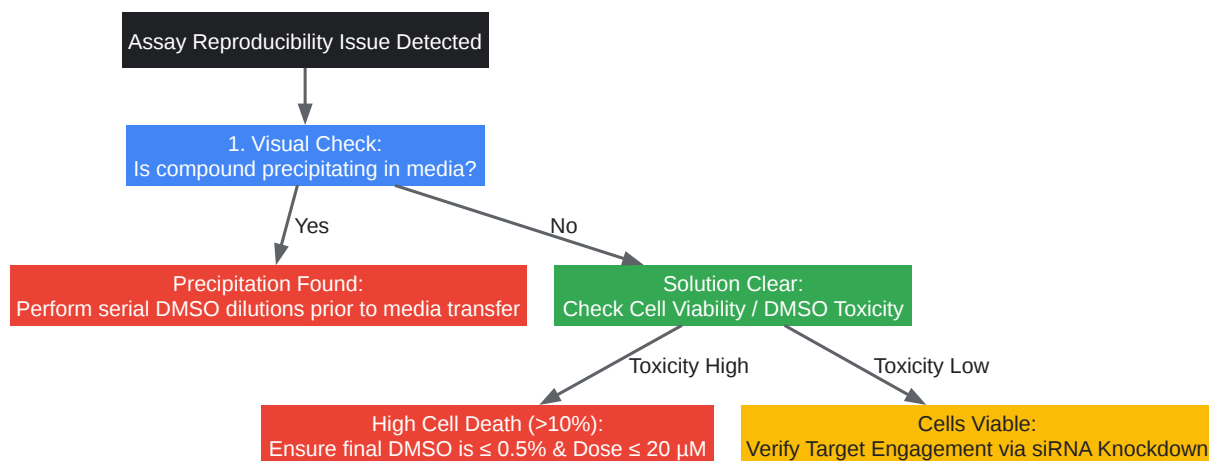 Assay Reproducibility Issue Detected
1. Visual Check:
Is compound precipitating in media?
Yes
No
Precipitation Found:
Perform serial DMSO dilutions prior to media transfer
Solution Clear:
Check Cell Viability / DMSO Toxicity
Toxicity High
Toxicity Low
High Cell Death (>10%):
Ensure final DMSO is ≤ 0.5% & Dose ≤ 20 µM
Cells Viable:
Verify Target Engagement via siRNA Knockdown